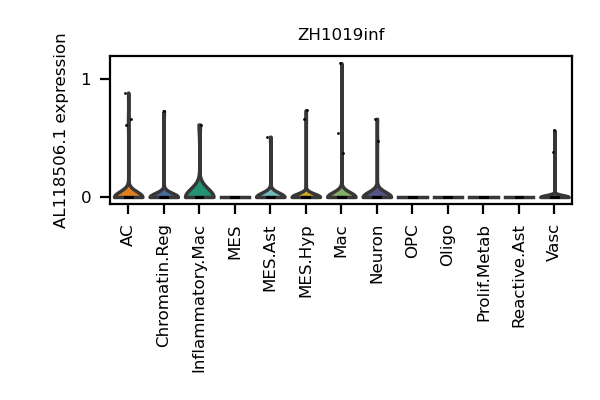 ZH1019inf
AL118506.1 expression
1
0
AC
Chromatin.Reg
Inflammatory.Mac
MES
MES.Ast
MES.Hyp
Mac
Neuron
OPC
Oligo
Prolif.Metab
Reactive.Ast
Vasc